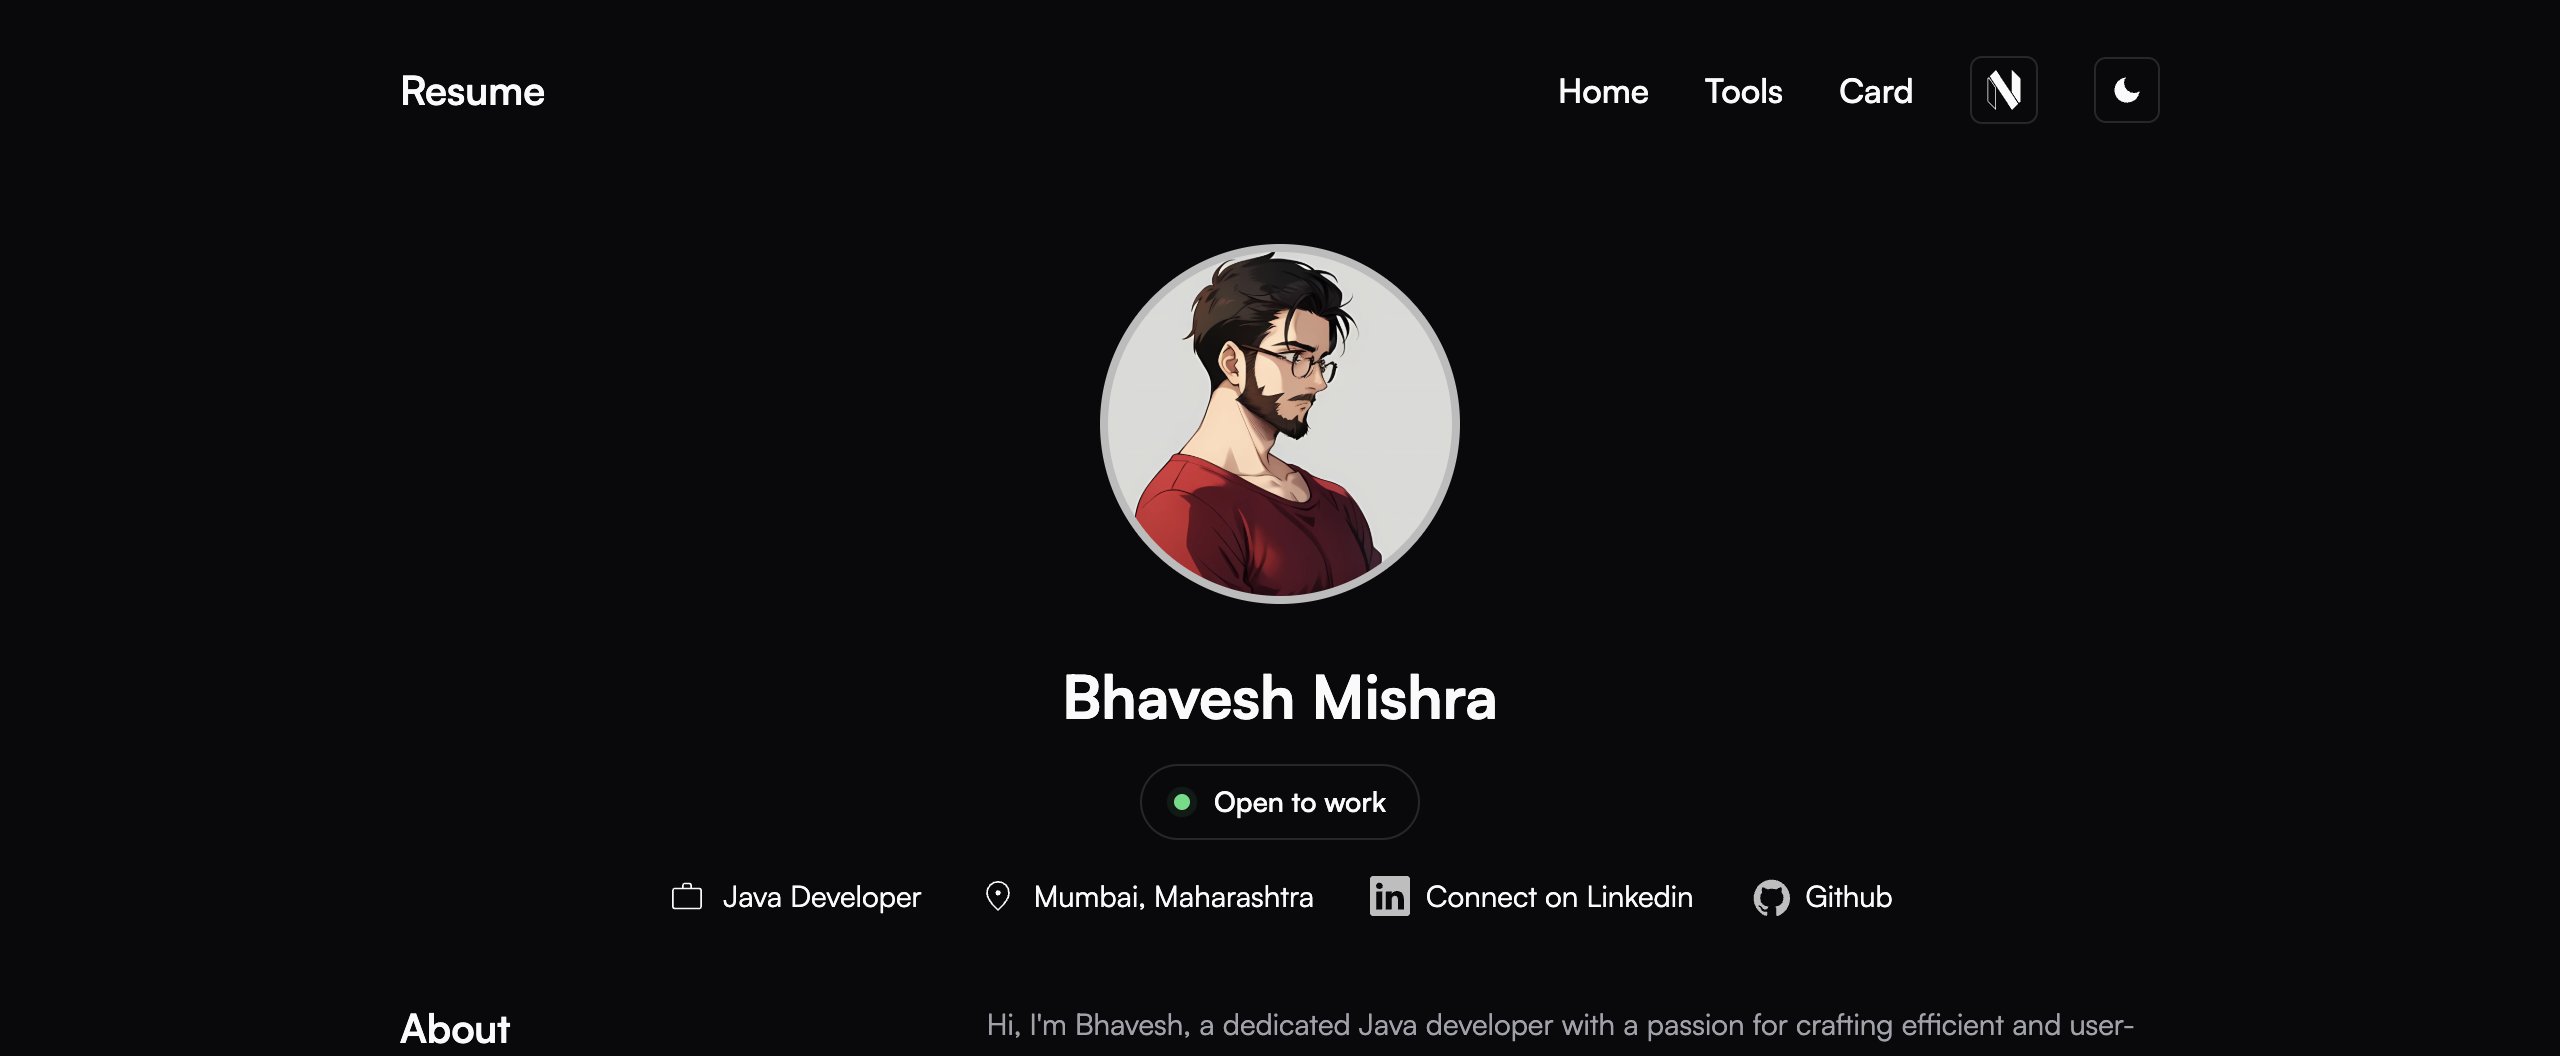 Resume
Home Tools Card
Bhavesh Mishra
Open to work
Java Developer Mumbai, Maharashtra Connect on Linkedin Github
About
Hi, I'm Bhavesh, a dedicated Java developer with a passion for crafting efficient and user-